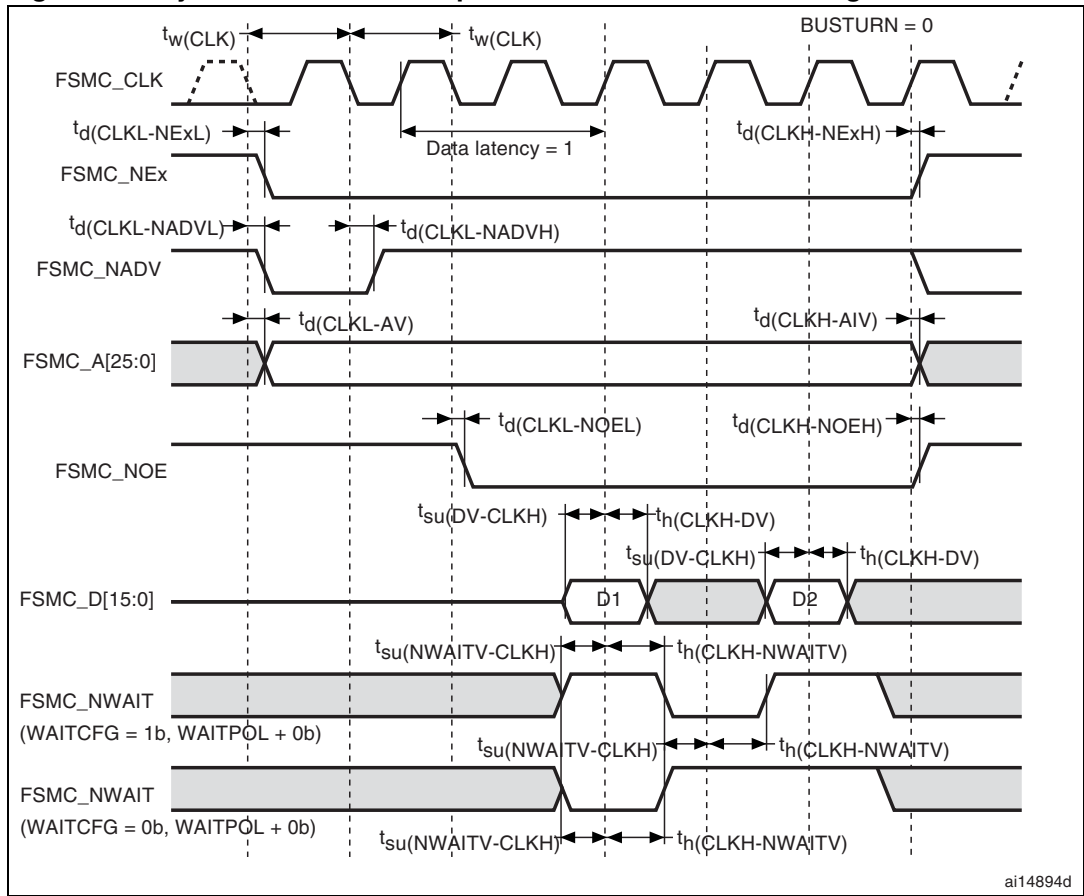 BUSTURN = 0
tw(CLK) tw(CLK)
FSMC_CLK
td(CLKL-NExL) Data latency = 1 td(CLKH-NExH)
FSMC_NEx
td(CLKL-NADVL) td(CLKL-NADVH)
FSMC_NADV
td(CLKL-AV) td(CLKH-AIV)
FSMC_A[25:0]
td(CLKL-NOEL) td(CLKH-NOEH)
FSMC_NOE
tsu(DV-CLKH) th(CLKH-DV)
tsu(DV-CLKH) th(CLKH-DV)
FSMC_D[15:0] D1 D2
tsu(NWAITV-CLKH) th(CLKH-NWAITV)
FSMC_NWAIT
(WAITCFG = 1b, WAITPOL + 0b)
tsu(NWAITV-CLKH) th(CLKH-NWAITV)
FSMC_NWAIT
(WAITCFG = 0b, WAITPOL + 0b)
tsu(NWAITV-CLKH) th(CLKH-NWAITV)
ai14894d